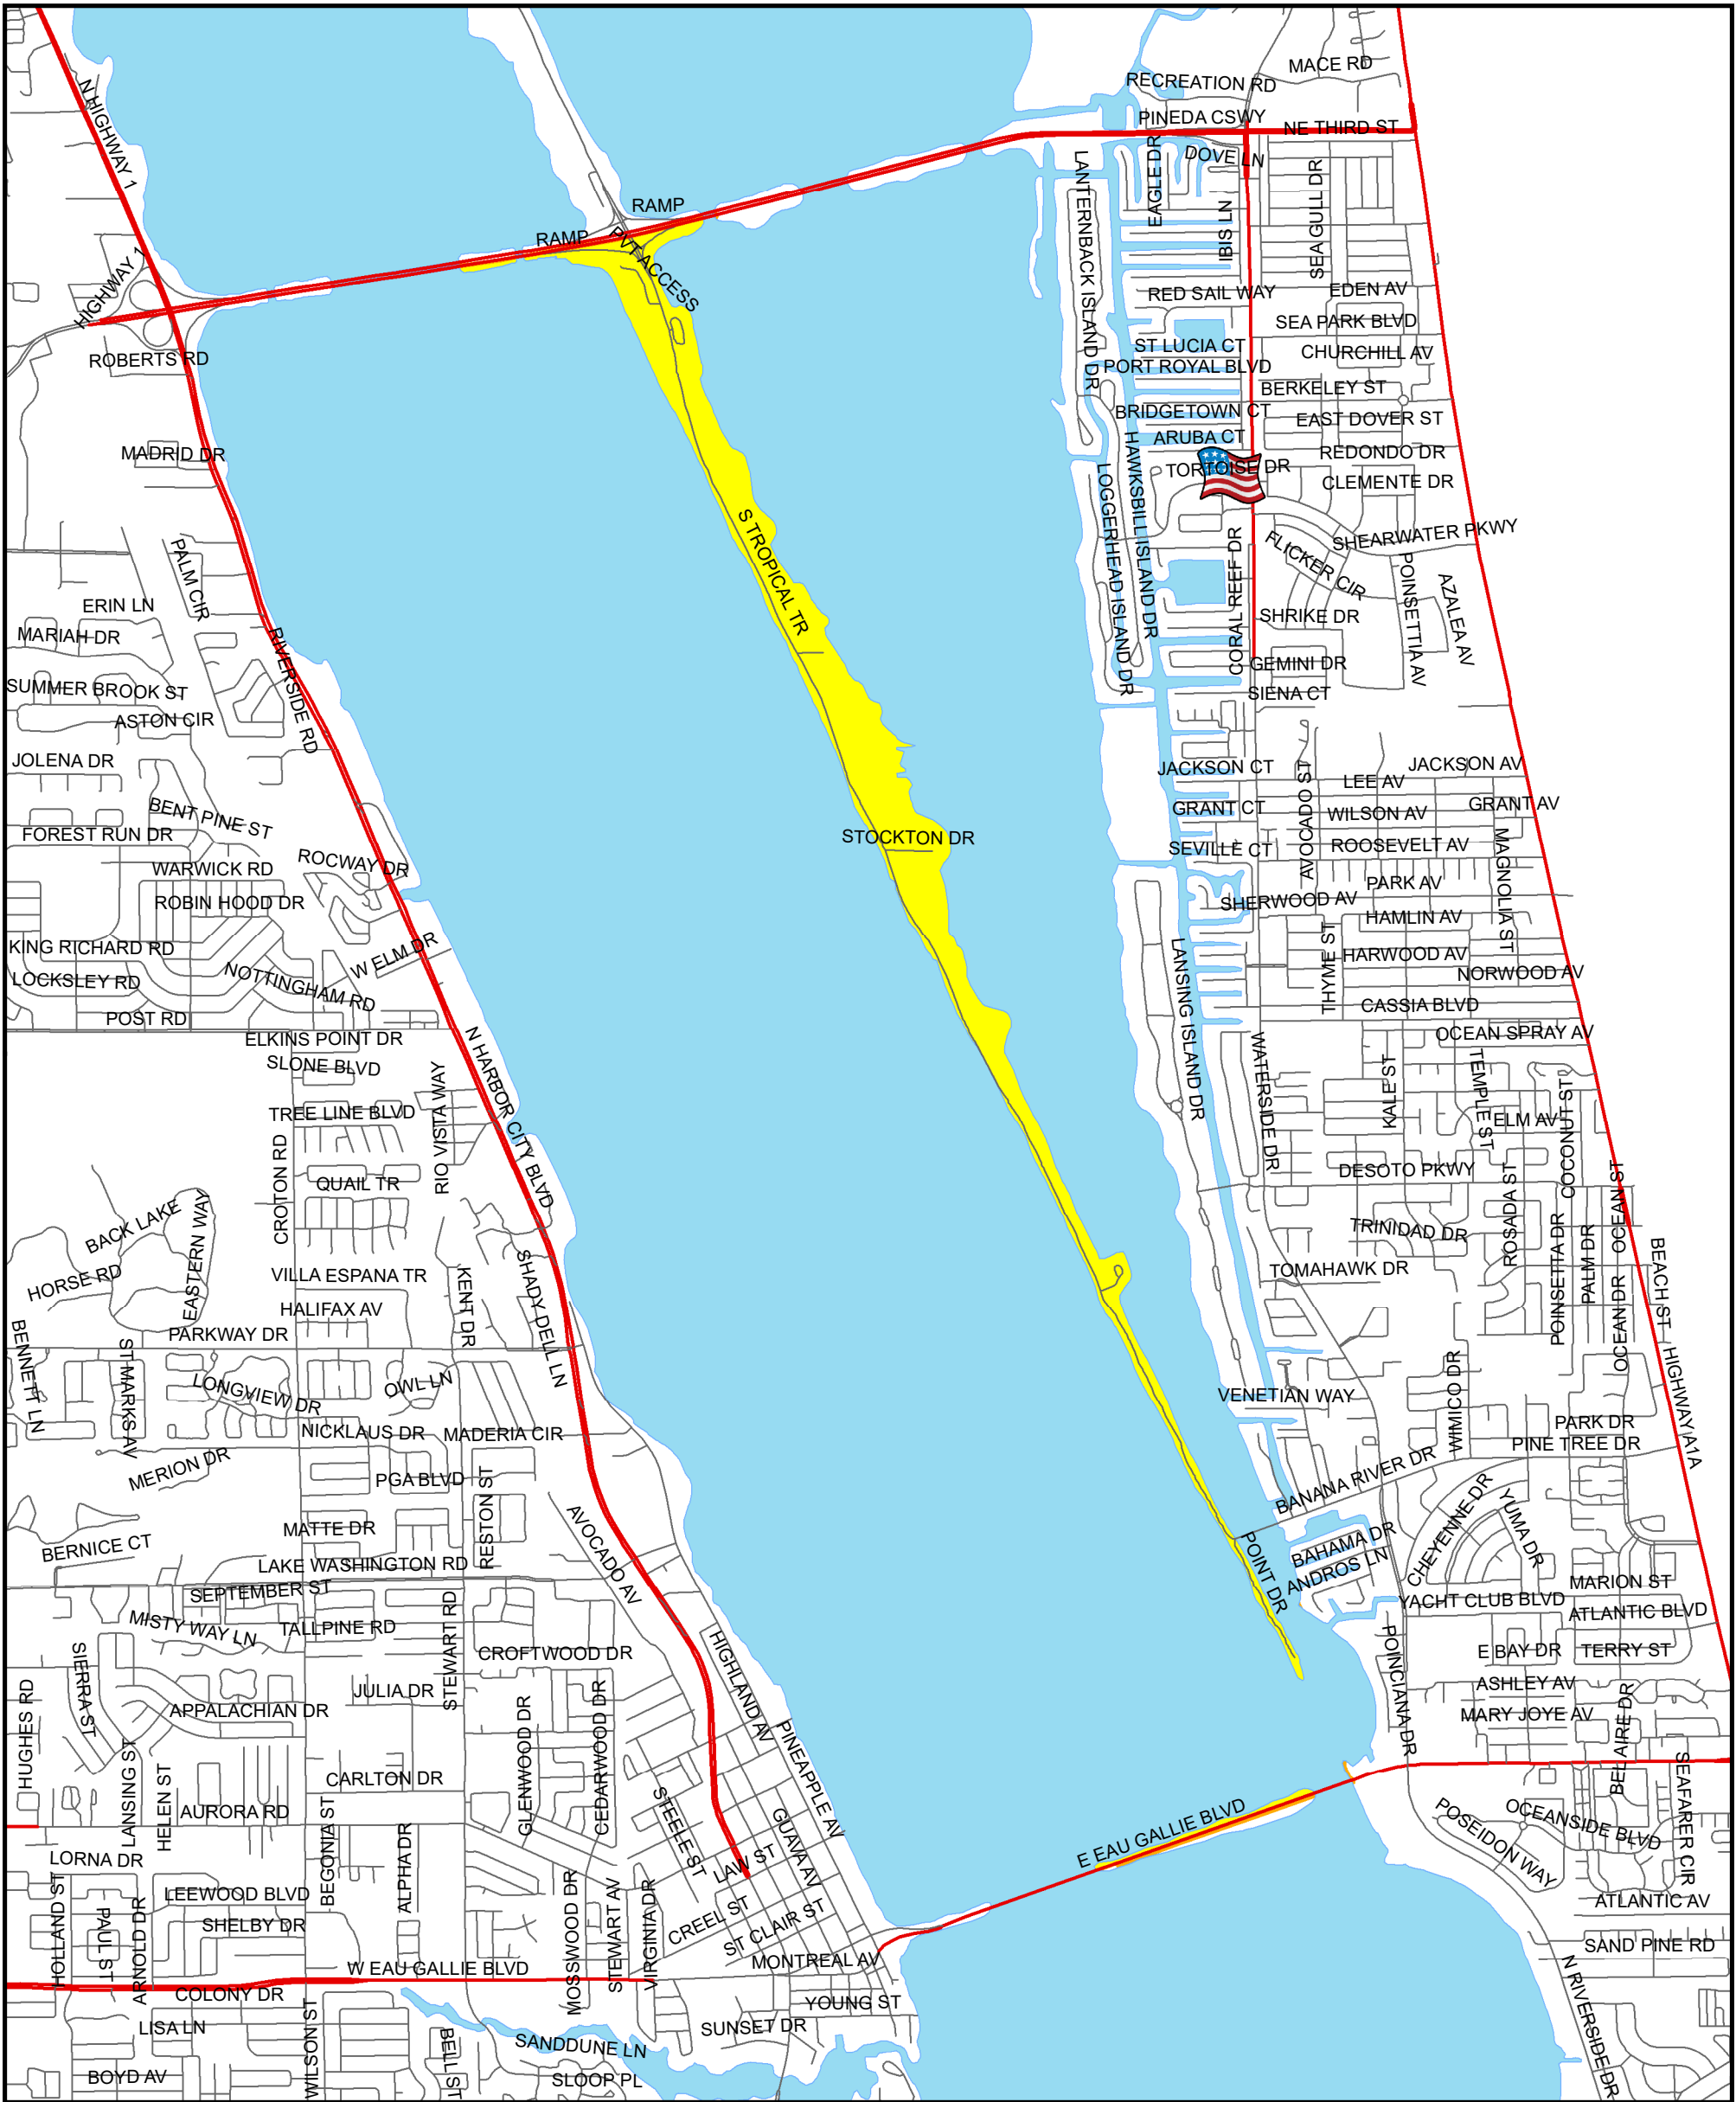 MACE RD
RECREATION RD
PINEDA CSWY
NE THIRD ST
N HIGHWAY 1
DOVE LN
EAGLE DR
LANTERNBACK ISLAND DR
SEA GULL DR
IBIS LN
RAMP
RAMP
PVT ACCESS
HIGHWAY 1
RED SAIL WAY
EDEN AV
SEA PARK BLVD
ROBERTS RD
ST LUCIA CT
CHURCHILL AV
PORT ROYAL BLVD
BERKELEY ST
BRIDGETOWN CT
EAST DOVER ST
ARUBA CT
MADRID DR
REDONDO DR
TORTOISE DR
CLEMENTE DR
HAWKSBILL ISLAND DR
LOGGERHEAD ISLAND DR
S TROPICAL TR
SHEARWATER PKWY
FLICKER CIR
CORAL REEF DR
POINSETTIA AV
AZALEA AV
PALM CIR
ERIN LN
MARIAH DR
SHRIKE DR
RIVERSIDE RD
GEMINI DR
SUMMER BROOK ST
SIENA CT
ASTON CIR
JOLENA DR
JACKSON CT
JACKSON AV
LEE AV
AVOCADO ST
GRANT CT
WILSON AV
GRANT AV
BENT PINE ST
FOREST RUN DR
STOCKTON DR
SEVILLE CT
ROOSEVELT AV
MAGNOLIA ST
ROCWAY DR
WARWICK RD
PARK AV
ROBIN HOOD DR
SHERWOOD AV
HAMLIN AV
KING RICHARD RD
W ELM DR
HARWOOD AV
THYME ST
LOCKSLEY RD
NOTTINGHAM RD
NORWOOD AV
LANSING ISLAND DR
CASSIA BLVD
POST RD
ELKINS POINT DR
OCEAN SPRAY AV
SLONE BLVD
N HARBOR CITY BLVD
WATERSIDE DR
KALE ST
TEMPLE ST
COCONUT ST
RIO VISTA WAY
TREE LINE BLVD
ELM AV
CROTON RD
QUAIL TR
DESOTO PKWY
ROSADA ST
OCEAN ST
BACK LAKE
EASTERN WAY
TRINIDAD DR
POINSETTA DR
PALM DR
BEACH ST
HORSE RD
VILLA ESPANA TR
TOMAHAWK DR
SHADY DELL LN
KENT DR
HALIFAX AV
OCEAN DR
PARKWAY DR
BENNETT LN
ST MARKS AV
LONGVIEW DR
OWL LN
VENETIAN WAY
WIMICO DR
HIGHWAY A1A
NICKLAUS DR
MADERIA CIR
PARK DR
PINE TREE DR
MERION DR
PGA BLVD
BANANA RIVER DR
RESTON ST
AVOCADO AV
CHEYENNE DR
YUMA DR
MATTE DR
BERNICE CT
POINT DR
BAHAMA DR
LAKE WASHINGTON RD
ANDROS LN
SEPTEMBER ST
MARION ST
YACHT CLUB BLVD
ATLANTIC BLVD
MISTY WAY LN
TALLPINE RD
STEWART RD
CROFTWOOD DR
HIGHLAND AV
POINCIANA DR
E BAY DR
TERRY ST
SIERRA ST
ASHLEY AV
JULIA DR
APPALACHIAN DR
MARY JOYE AV
HUGHES RD
GLENWOOD DR
CEDARWOOD DR
PINEAPPLE AV
BEL AIRE DR
SEAFARER CIR
LANSING ST
HELEN ST
CARLTON DR
AURORA RD
STEELE ST
GUAVA AV
E EAU GALLIE BLVD
OCEANSIDE BLVD
POSEIDON WAY
BEGONIA ST
ALPHA DR
LORNA DR
LAW ST
LEEWOOD BLVD
ATLANTIC AV
HOLLAND ST
PAUL ST
ARNOLD DR
SHELBY DR
MOSSWOOD DR
STEWART AV
VIRGINIA DR
CREEL ST
ST CLAIR ST
SAND PINE RD
MONTREAL AV
W EAU GALLIE BLVD
COLONY DR
YOUNG ST
N RIVERSIDE DR
LISA LN
WILSON ST
SUNSET DR
BELL ST
SANDDUNE LN
BOYD AV
SLOOP PL